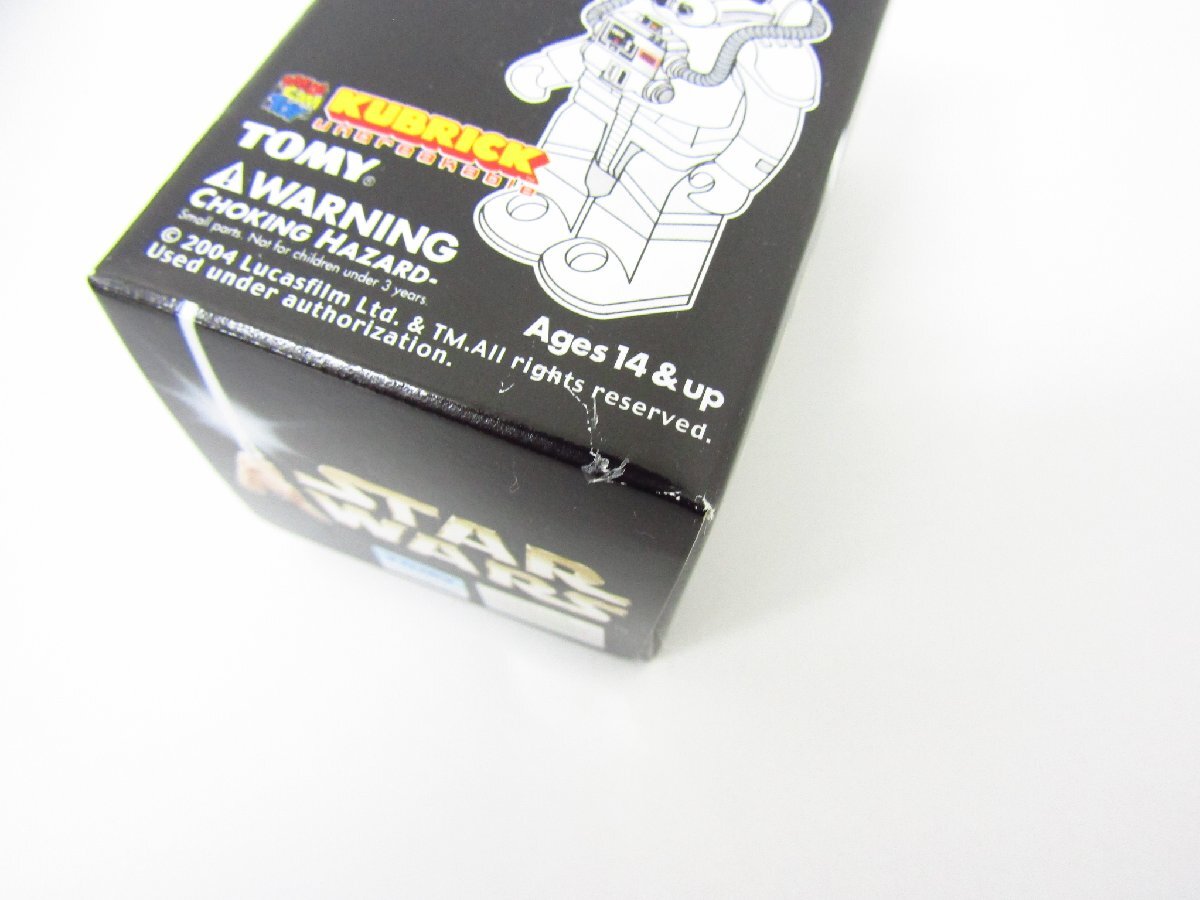 KUBRICK
unbreakable
TOMY®
WARNING
CHOKING HAZARD-
Small parts. Not for children under 3 years.
© 2004 Lucasfilm Ltd. & TM.All rights reserved.
Used under authorization.
Ages 14 & up
STAR
WARS